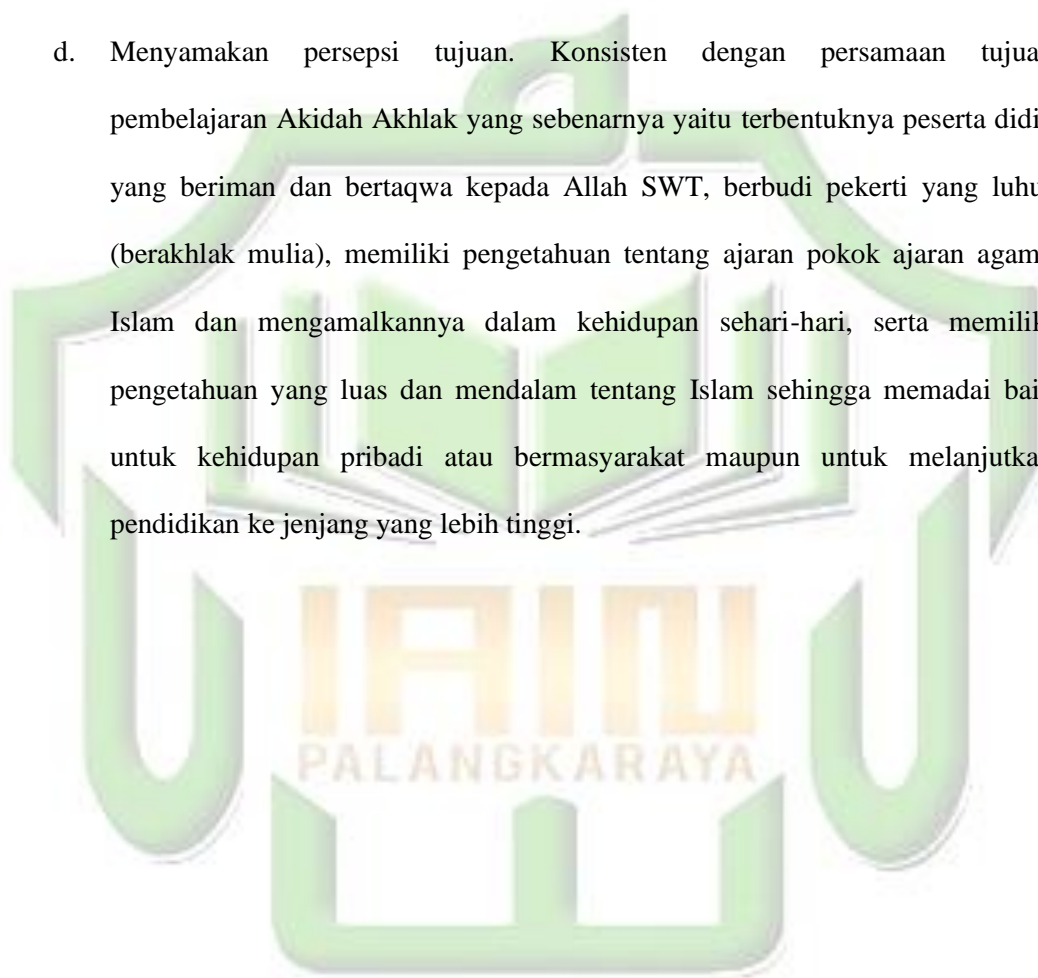 d. Menyamakan persepsi tujuan. Konsisten dengan persamaan tujua
pembelajaran Akidah Akhlak yang sebenarnya yaitu terbentuknya peserta didi
yang beriman dan bertaqwa kepada Allah SWT, berbudi pekerti yang luhu
(berakhlak mulia), memiliki pengetahuan tentang ajaran pokok ajaran agam
Islam dan mengamalkannya dalam kehidupan sehari-hari, serta memilik
pengetahuan yang luas dan mendalam tentang Islam sehingga memadai bai
untuk kehidupan pribadi atau bermasyarakat maupun untuk melanjutka
pendidikan ke jenjang yang lebih tinggi.
IAIN
PALANGKARAYA